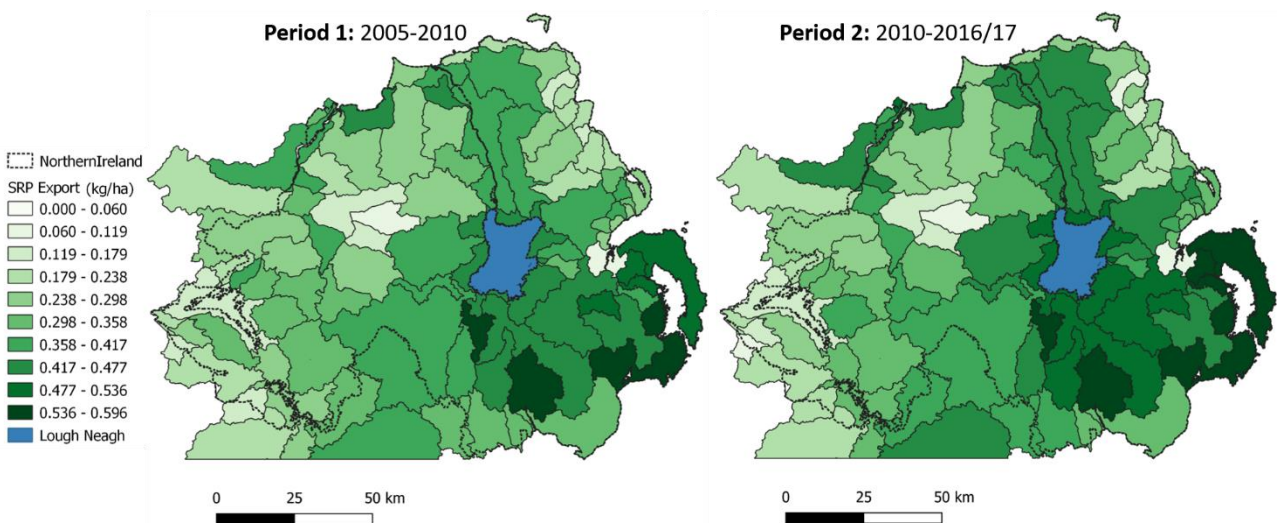 Period 1: 2005-2010
Period 2: 2010-2016/17
NorthernIreland
SRP Export (kg/ha)
0.000 - 0.060
0.060 - 0.119
0.119 - 0.179
0.179 - 0.238
0.238 - 0.298
0.298 - 0.358
0.358 - 0.417
0.417 - 0.477
0.477 - 0.536
0.536 - 0.596
Lough Neagh
0 25 50 km
0 25 50 km